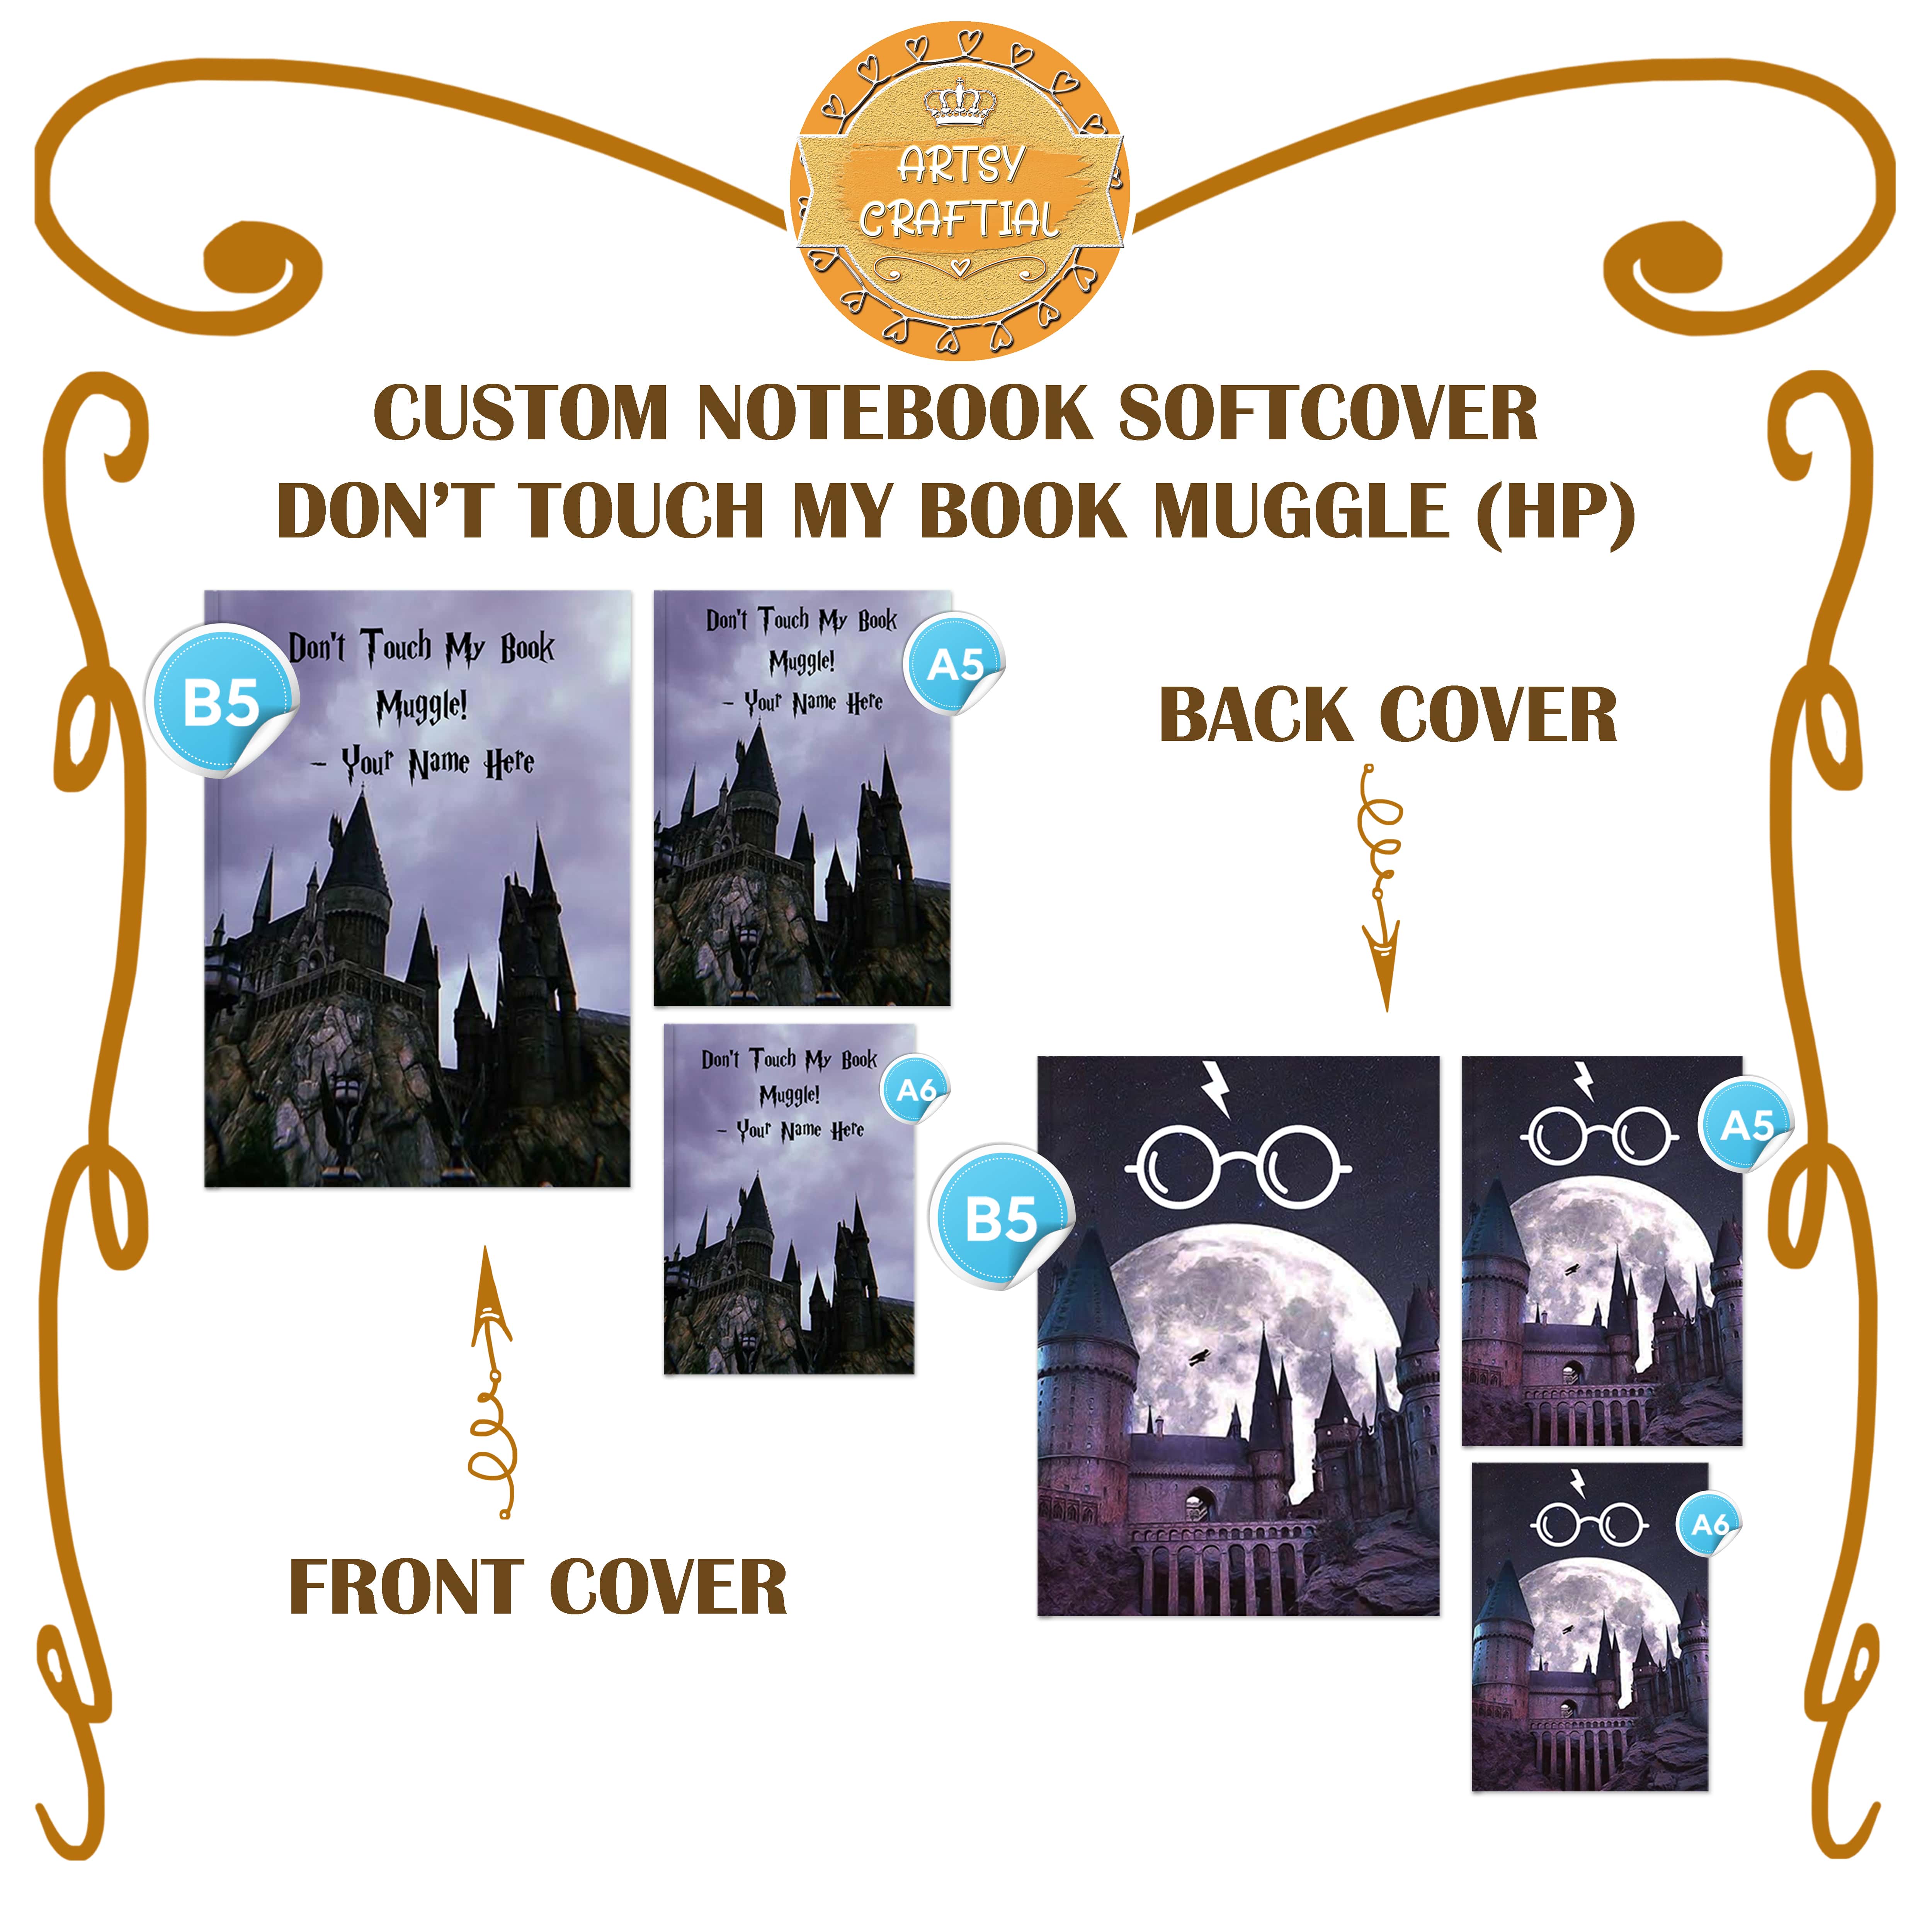 ARTSY
CRAFTIAL
CUSTOM NOTEBOOK SOFTCOVER
DON'T TOUCH MY BOOK MUGGLE (HP)
B5
Don't Touch My Book
Muggle!
- Your Name Here
A5
Don't Touch My Book
Muggle!
- Your Name Here
A6
Don't Touch My Book
Muggle!
- Your Name Here
FRONT COVER
BACK COVER
B5
A5
A6